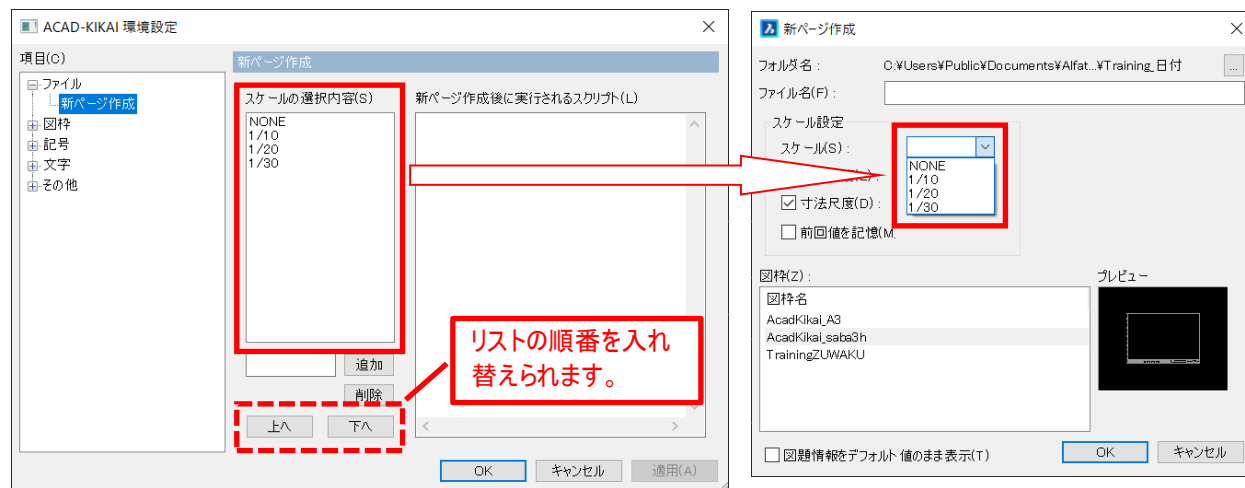 ACAD-KIKAI 環境設定
項目(C)
ファイル
新ページ作成
図枠
記号
文字
その他
新ページ作成
スケールの選択内容(S)
NONE
1/10
1/20
1/30
追加
削除
上へ
下へ
新ページ作成後に実行されるスクリプト(L)
リストの順番を入れ
替えられます。
OK
キャンセル
適用(A)
新ページ作成
フォルダ名 :
C:¥Users¥Public¥Documents¥Alfat...¥Training_日付
...
ファイル名(F) :
スケール設定
スケール(S) :
NONE
1/10
1/20
1/30
寸法尺度(D) :
前回値を記憶(M
図枠(Z) :
図枠名
AcadKikai_A3
AcadKikai_saba3h
TrainingZUWAKU
プレビュー
図題情報をデフォルト値のまま表示(T)
OK
キャンセル